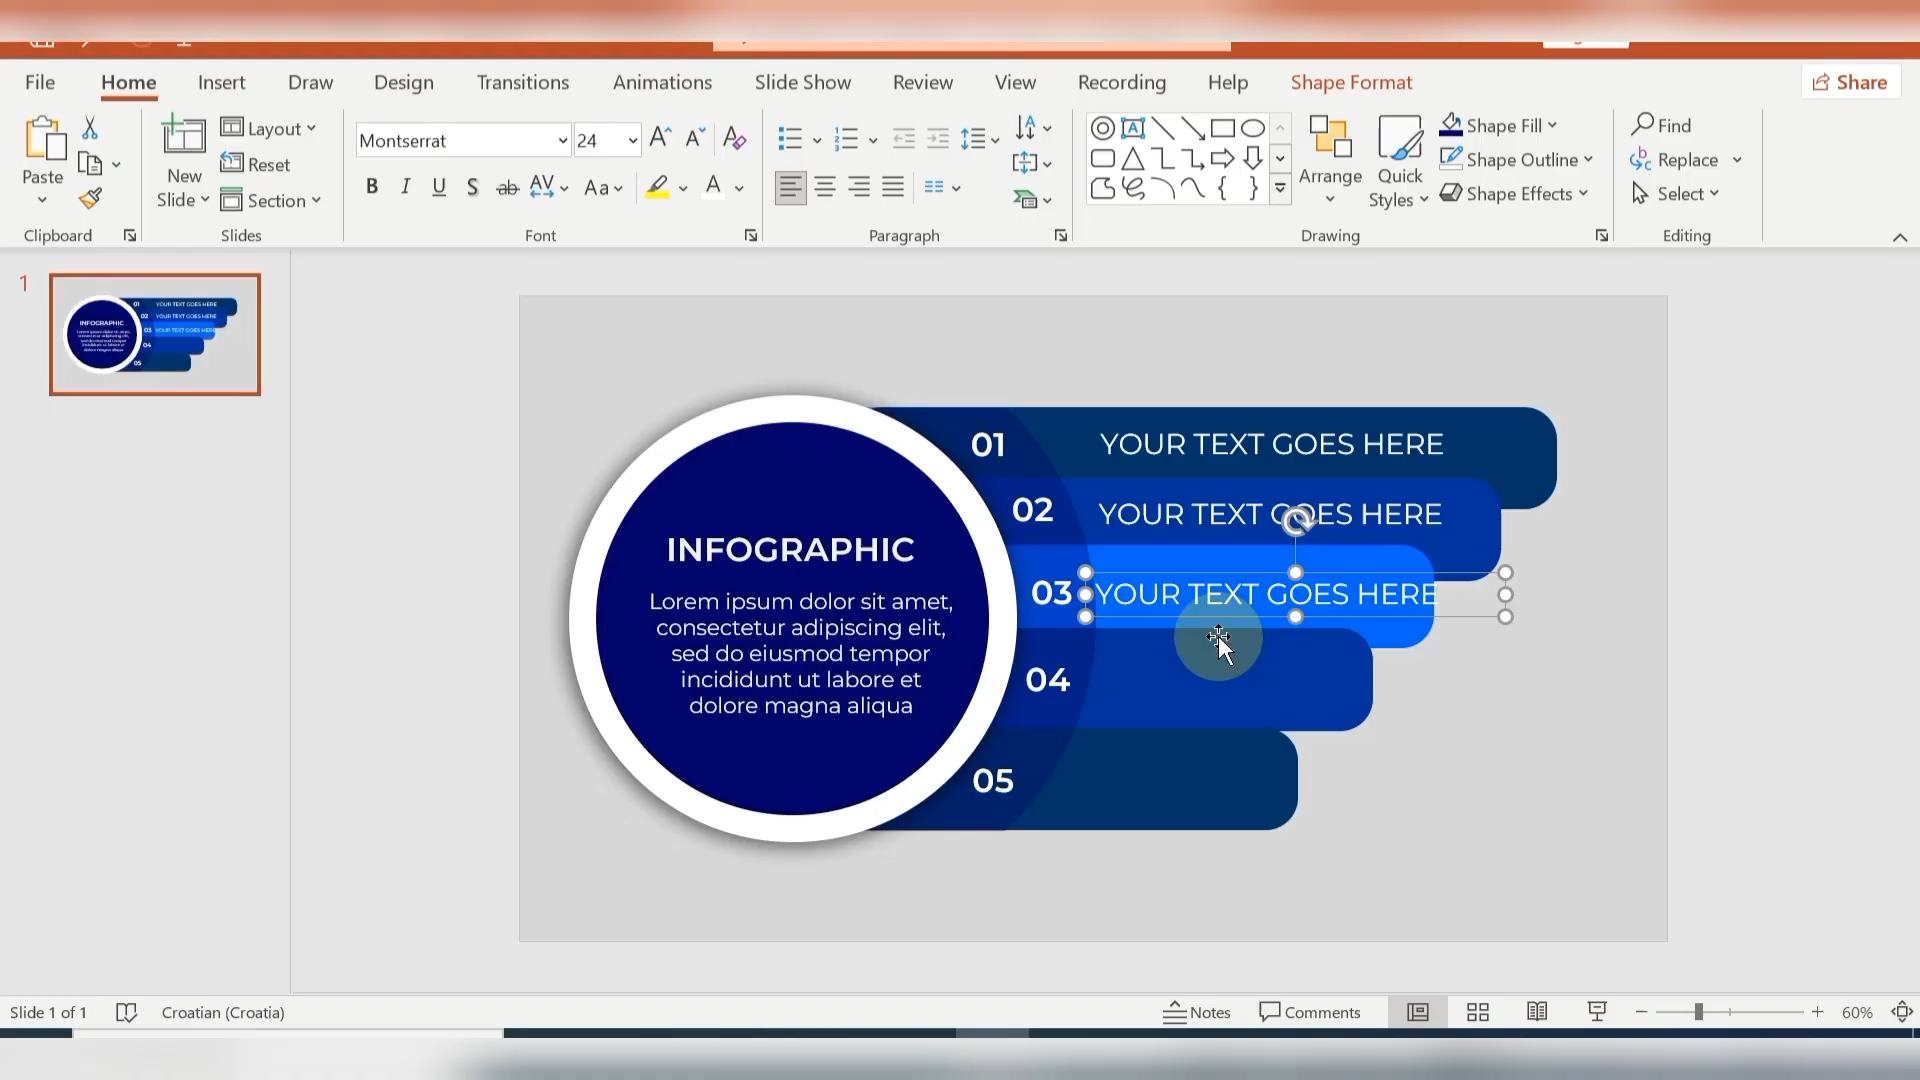 File Home Insert Draw Design Transitions Animations Slide Show Review View Recording Help Shape Format Share
Paste
New Slide
Layout
Reset
Section
Montserrat 24
B I U S ab AV Aa A
Find
Replace
Select
Arrange
Quick Styles
Shape Fill
Shape Outline
Shape Effects
Clipboard Slides Font Paragraph Drawing Editing
1
INFOGRAPHIC
Lorem ipsum dolor sit amet,
consectetur adipiscing elit,
sed do eiusmod tempor
incididunt ut labore et
dolore magna aliqua
01 YOUR TEXT GOES HERE
02 YOUR TEXT GOES HERE
03 YOUR TEXT GOES HERE
04
05
Slide 1 of 1 Croatian (Croatia) Notes Comments 60%